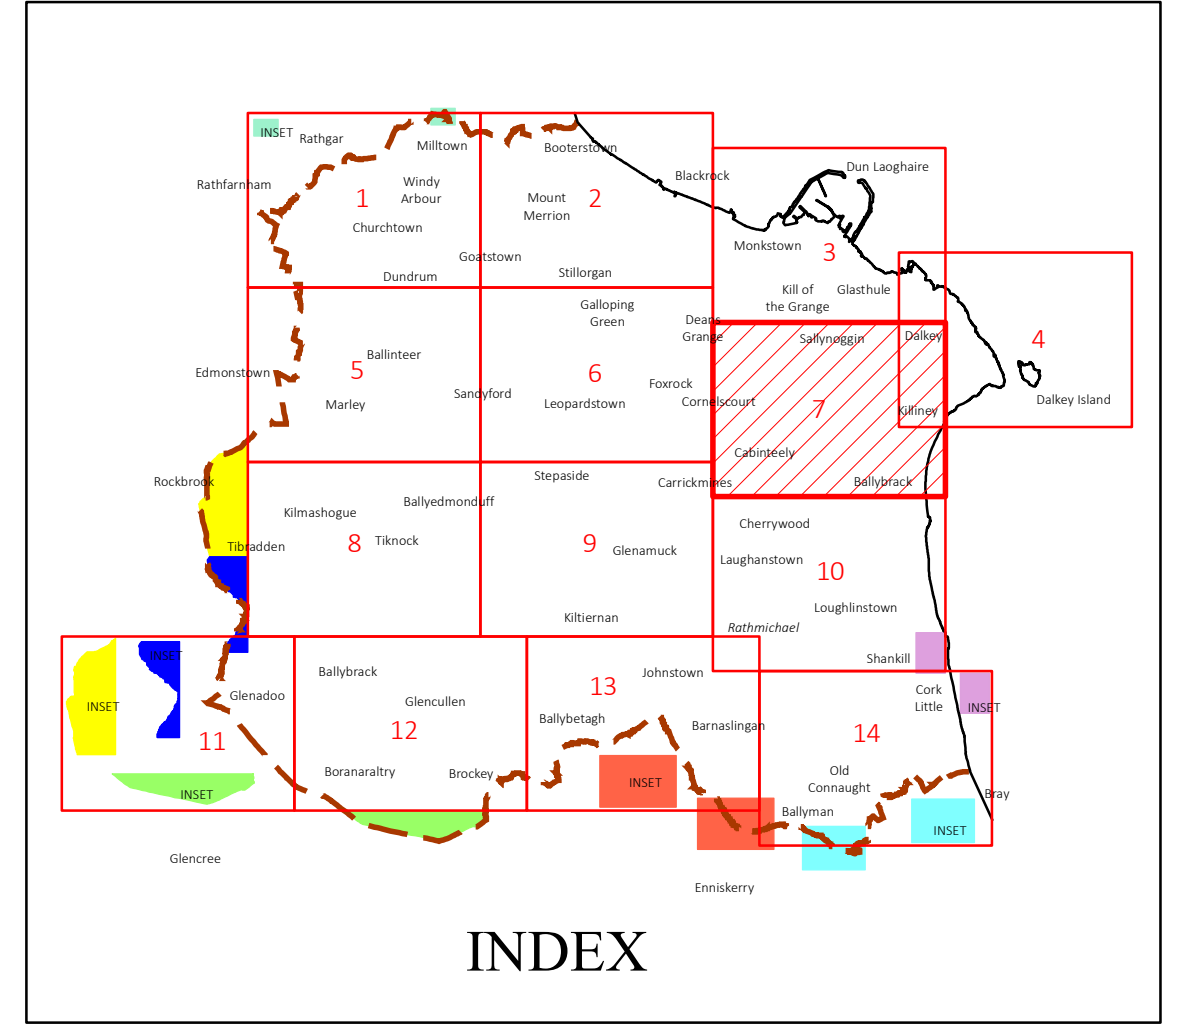 INSET
Rathgar
Milltown
Booterstown
Blackrock
Dun Laoghaire
Rathfarnham
Windy
Arbour
1
Mount
Merrion
2
Churchtown
Monkstown
3
Goatstown
Dundrum
Stillorgan
Kill of
the Grange
Glasthule
Galloping
Green
Deans
Grange
Sallynoggin
Dalkey
4
Ballinteer
5
Edmonstown
6
Foxrock
Sandyford
Marley
Leopardstown
Cornelscourt
7
Killiney
Dalkey Island
Cabinteely
Rockbrook
Stepaside
Carrickmines
Ballybrack
Ballyedmonduff
Kilmashogue
Cherrywood
Tibradden
8
Tiknock
9
Glenamuck
Laughanstown
10
Kiltiernan
Loughlinstown
Rathmichael
INSET
Shankill
Ballybrack
Johnstown
Glenadoo
13
Cork
Little
INSET
INSET
Glencullen
Ballybetagh
Barnaslingan
11
12
14
Boranaraltry
Brockey
INSET
Old
Connaught
INSET
Bray
Ballyman
INSET
Glencree
Enniskerry
INDEX